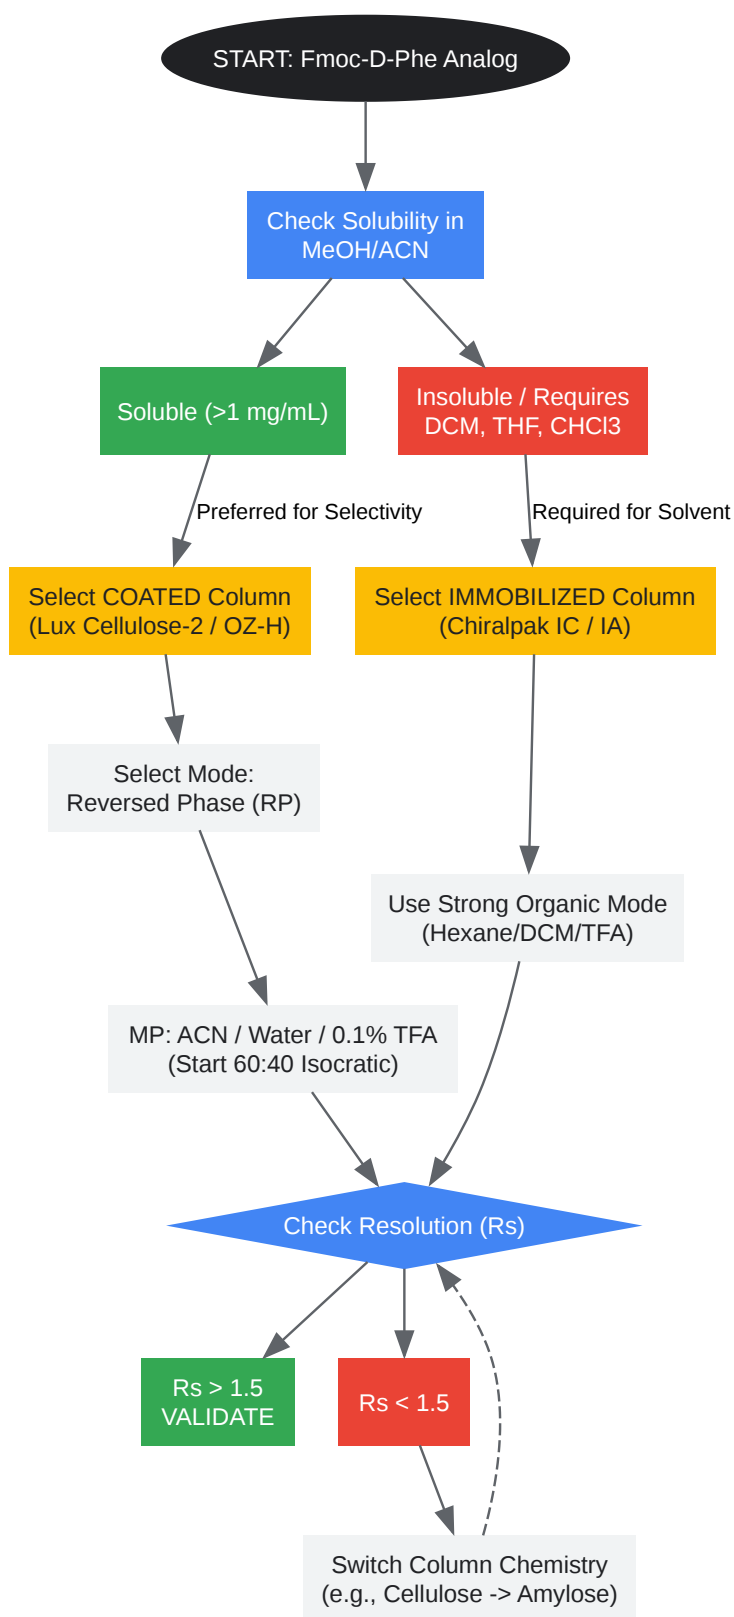 START: Fmoc-D-Phe Analog
Check Solubility in
MeOH/ACN
Soluble (>1 mg/mL)
Insoluble / Requires
DCM, THF, CHCl3
Preferred for Selectivity
Required for Solvent
Select COATED Column
(Lux Cellulose-2 / OZ-H)
Select IMMOBILIZED Column
(Chiralpak IC / IA)
Select Mode:
Reversed Phase (RP)
Use Strong Organic Mode
(Hexane/DCM/TFA)
MP: ACN / Water / 0.1% TFA
(Start 60:40 Isocratic)
Check Resolution (Rs)
Rs > 1.5
VALIDATE
Rs < 1.5
Switch Column Chemistry
(e.g., Cellulose -> Amylose)